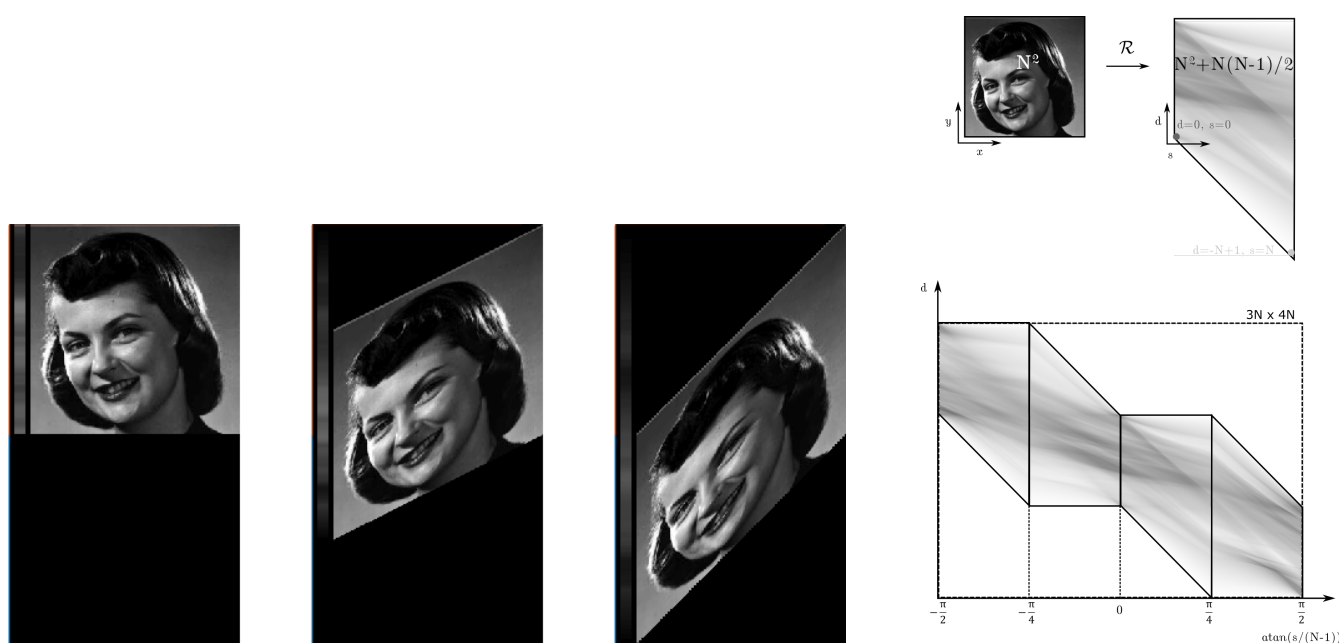 N²
ℛ
N²+N(N-1)/2
y
x
d
d=0, s=0
s
d=-N+1, s=N
d
3N x 4N
-π/2
-π/4
0
π/4
π/2
atan(s/(N-1)